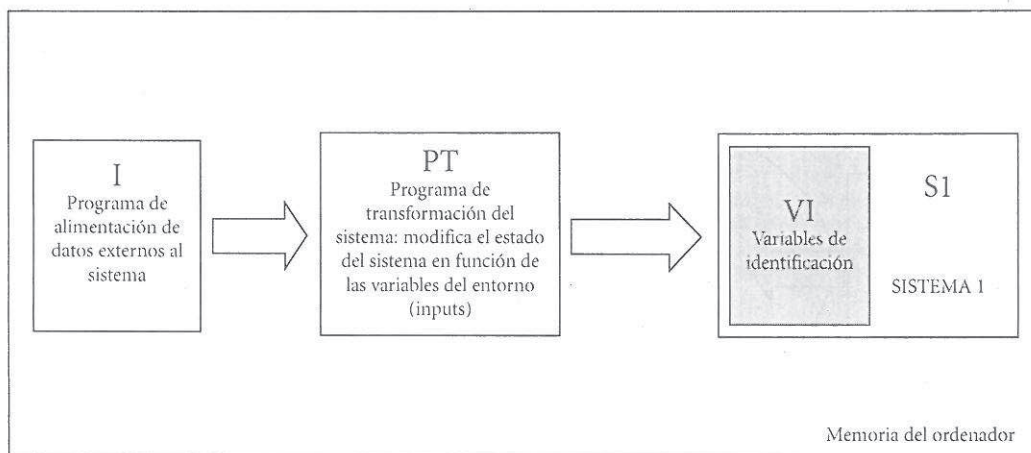 I
Programa de
alimentación de
datos externos al
sistema
PT
Programa de
transformación del
sistema: modifica el estado
del sistema en función de
las variables del entorno
(inputs)
VI
Variables de
identificación
S1
SISTEMA 1
Memoria del ordenador